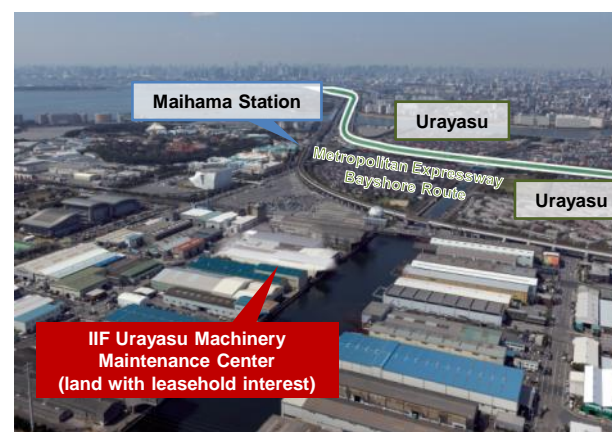 Maihama Station
Urayasu
Metropolitan Expressway
Bayshore Route
Urayasu
IIF Urayasu Machinery
Maintenance Center
(land with leasehold interest)